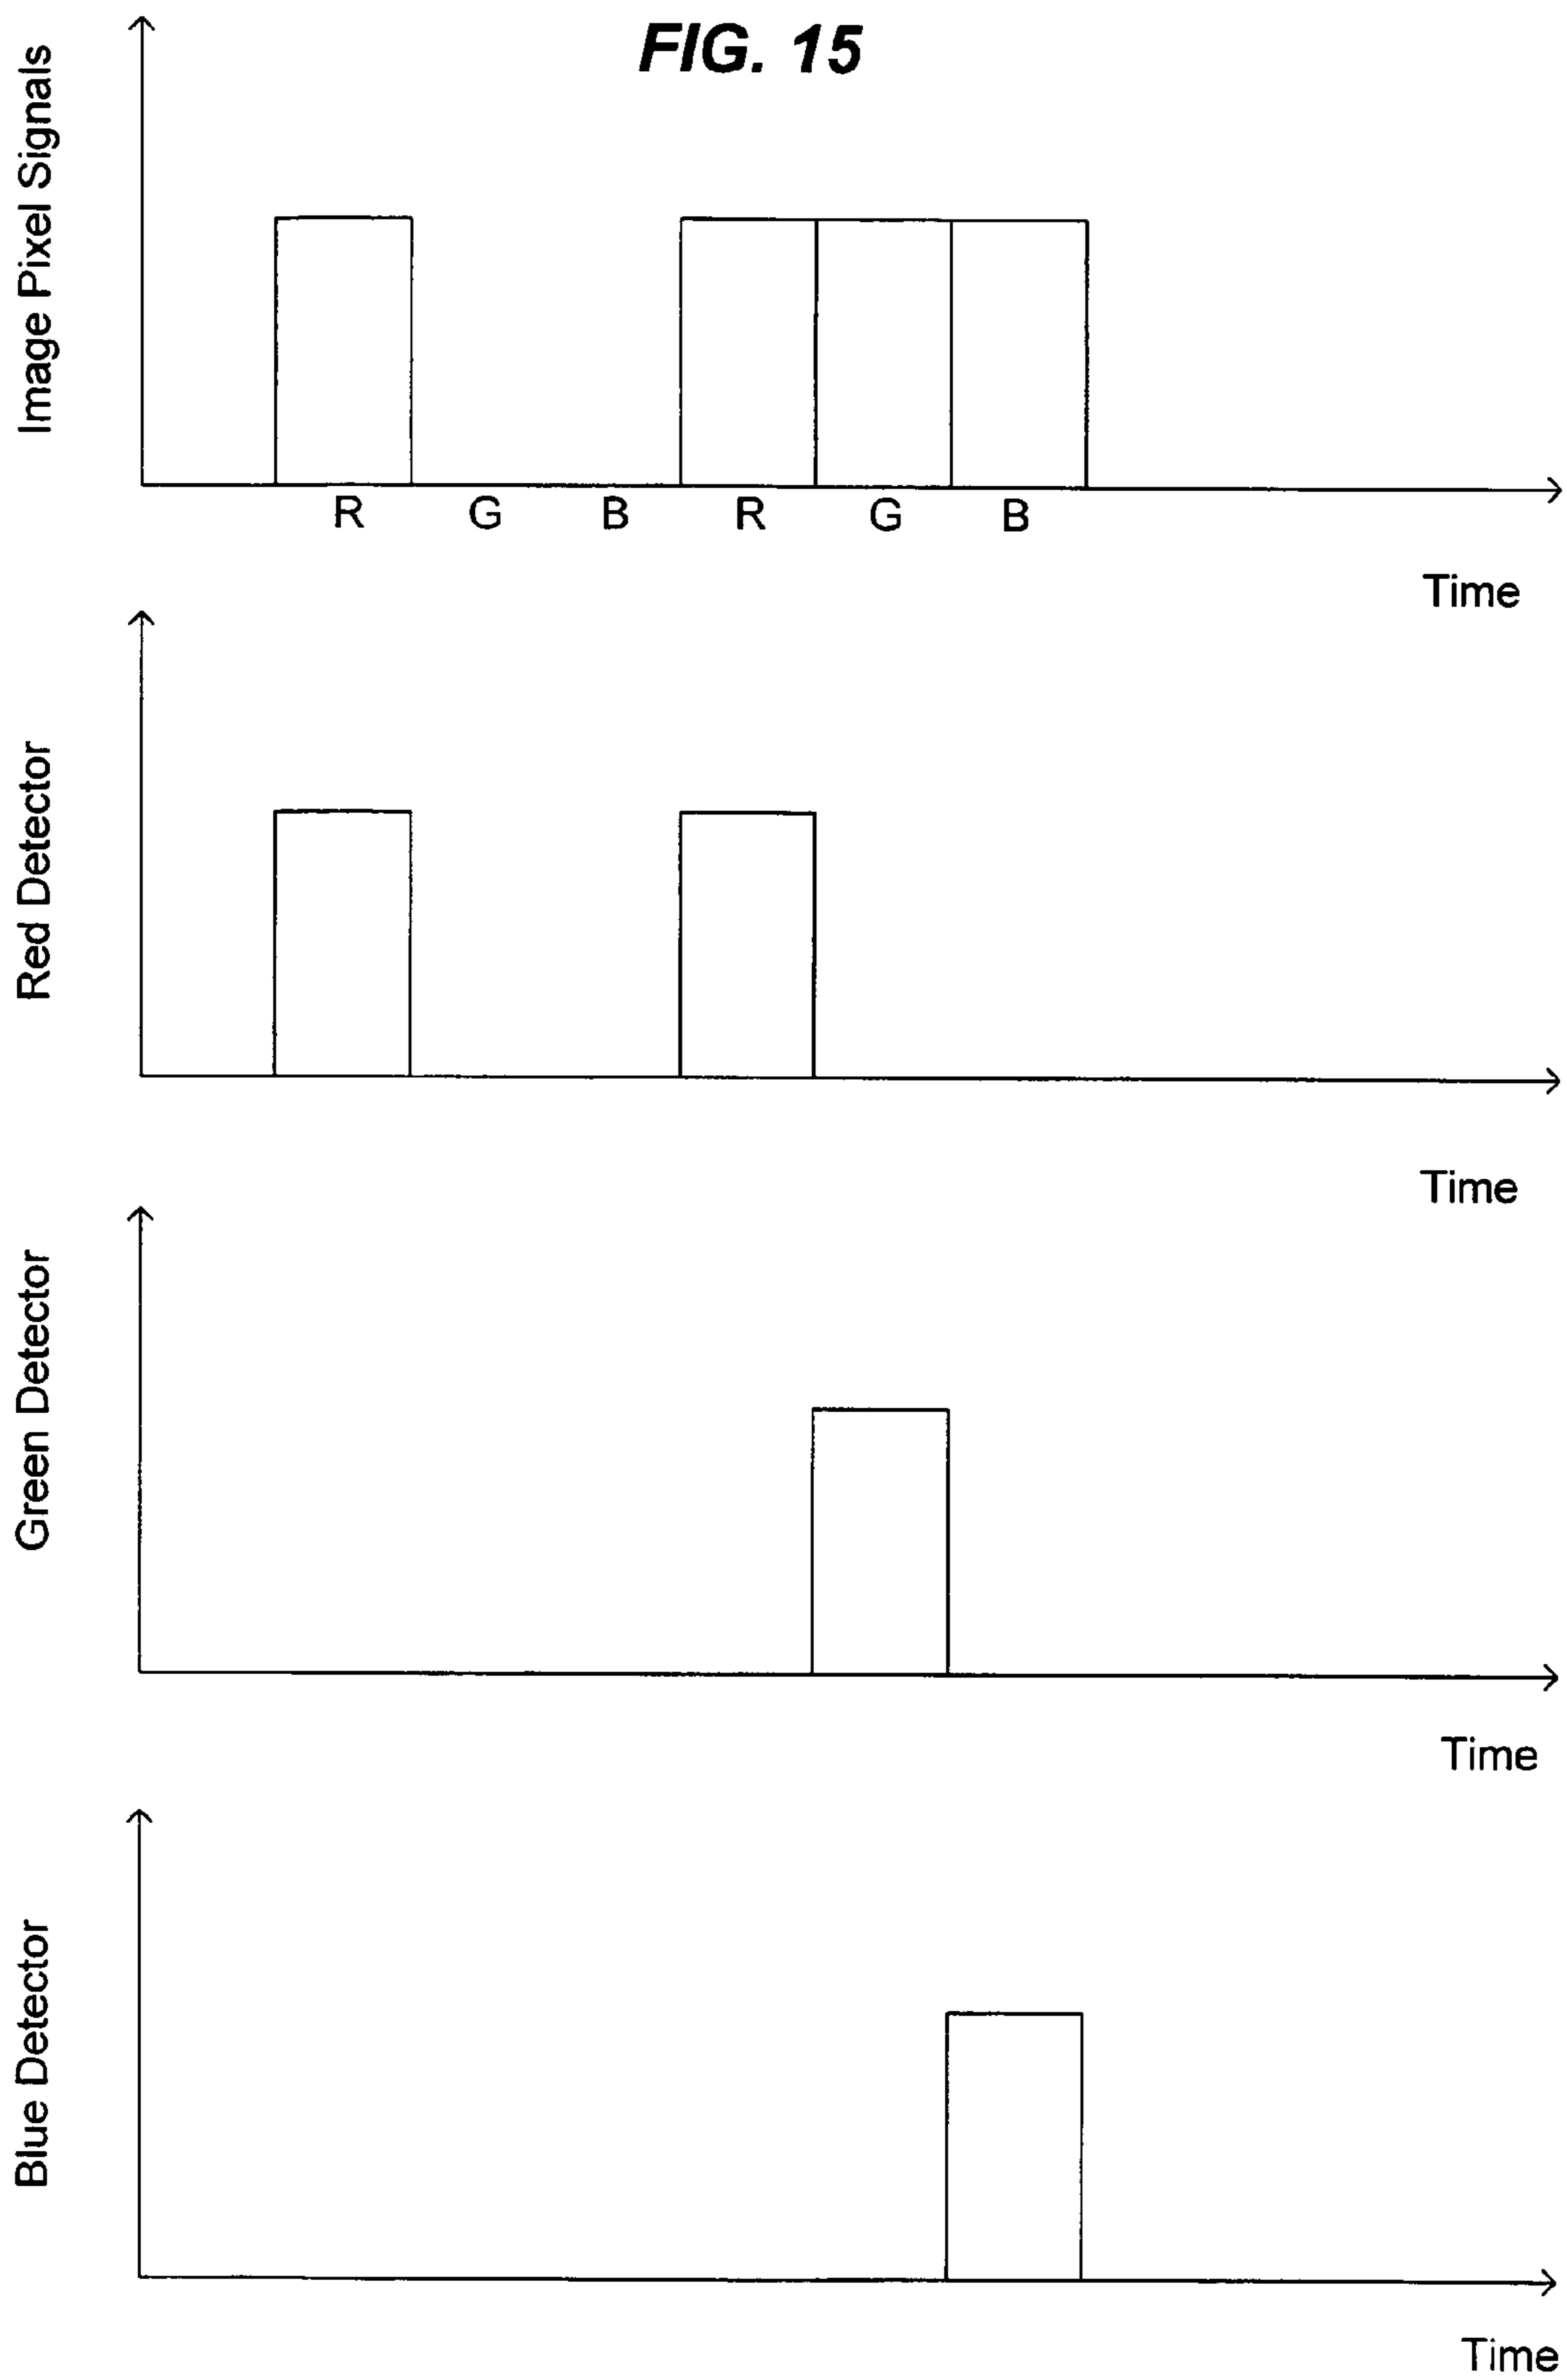 FIG. 15
Image Pixel Signals
R G B R G B
Time
Red Detector
Time
Green Detector
Time
Blue Detector
Time